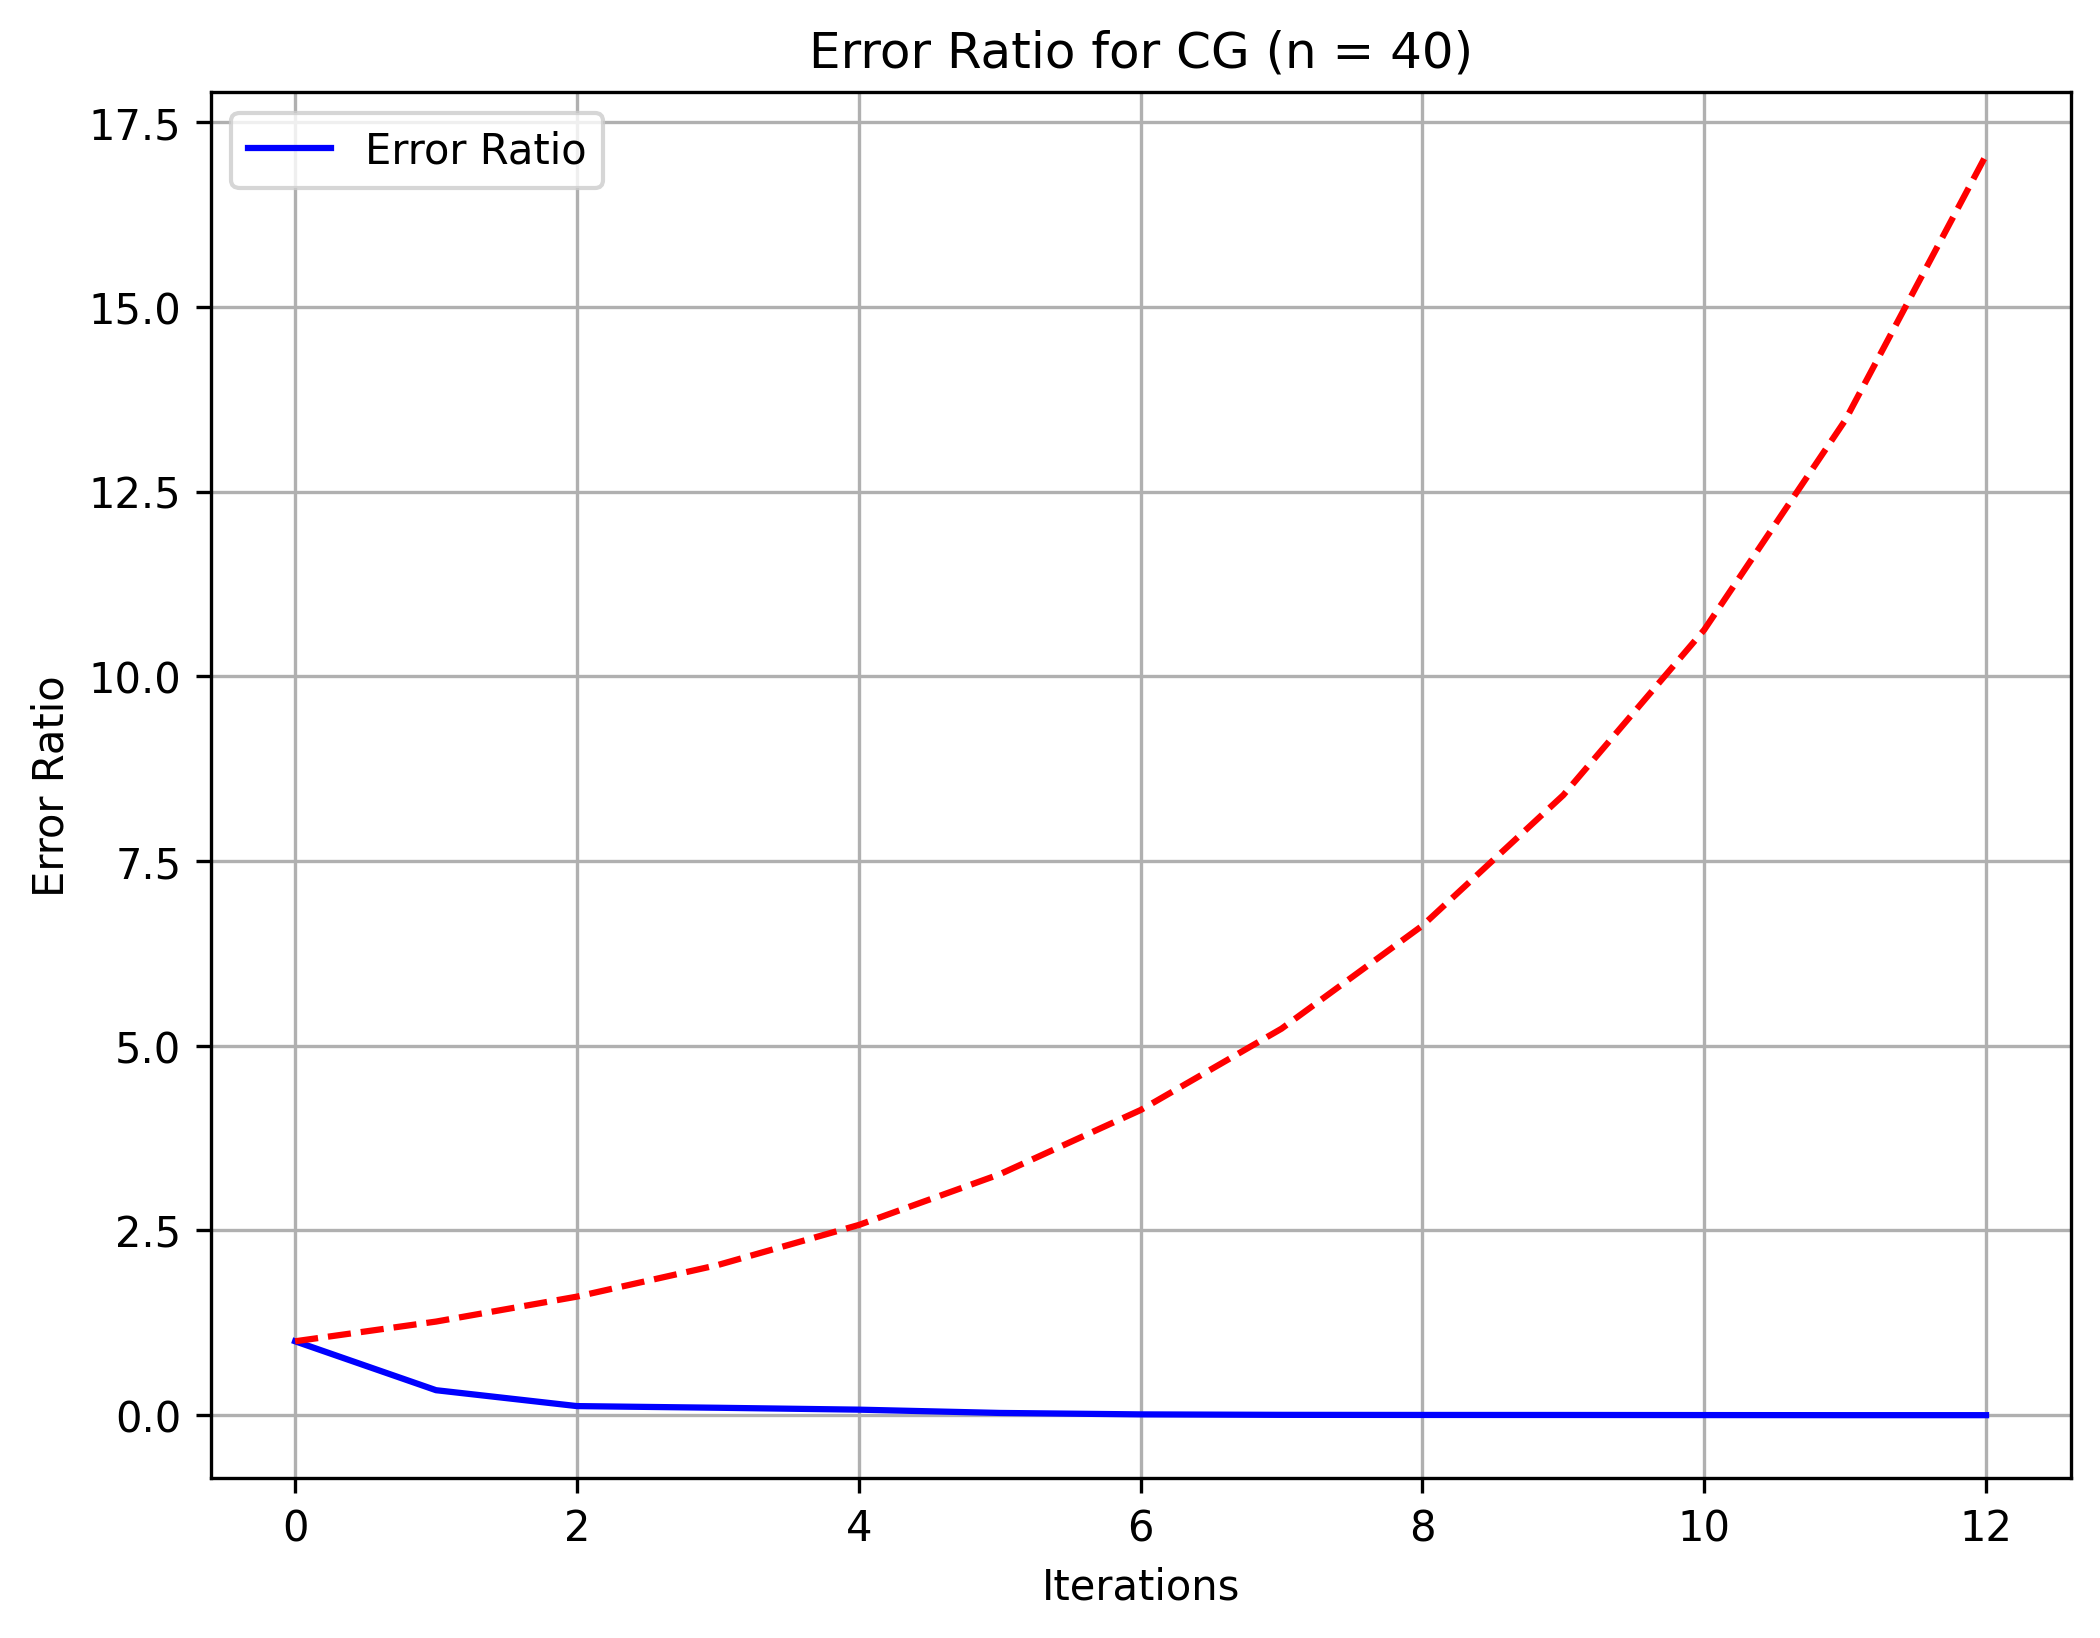 Error Ratio for CG (n = 40)
Error Ratio
17.5
15.0
12.5
10.0
7.5
5.0
2.5
0.0
Error Ratio
0 2 4 6 8 10 12
Iterations